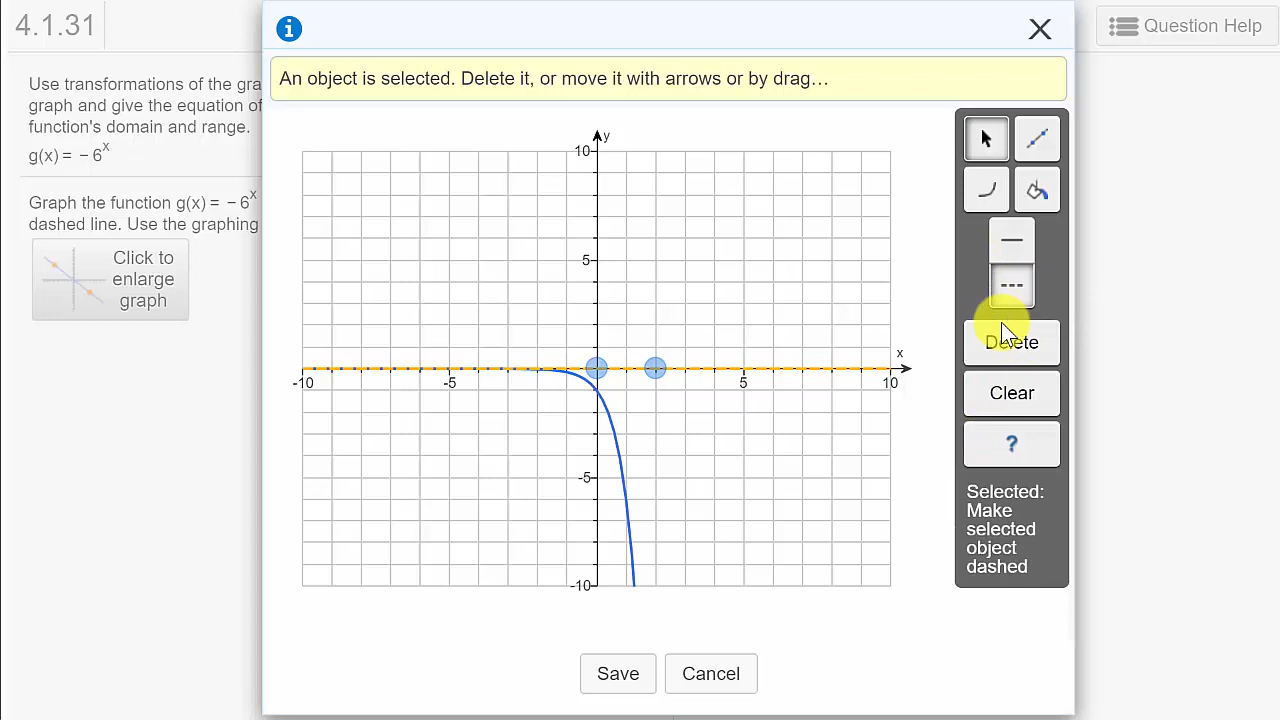 4.1.31
Question Help
An object is selected. Delete it, or move it with arrows or by drag…
Use transformations of the gra
graph and give the equation of
function's domain and range.
g(x) = − 6^x
Graph the function g(x) = − 6^x
dashed line. Use the graphing
Click to
enlarge
graph
y
10
5
x
-10
-5
5
10
-5
-10
Delete
Clear
?
Selected:
Make
selected
object
dashed
Save
Cancel